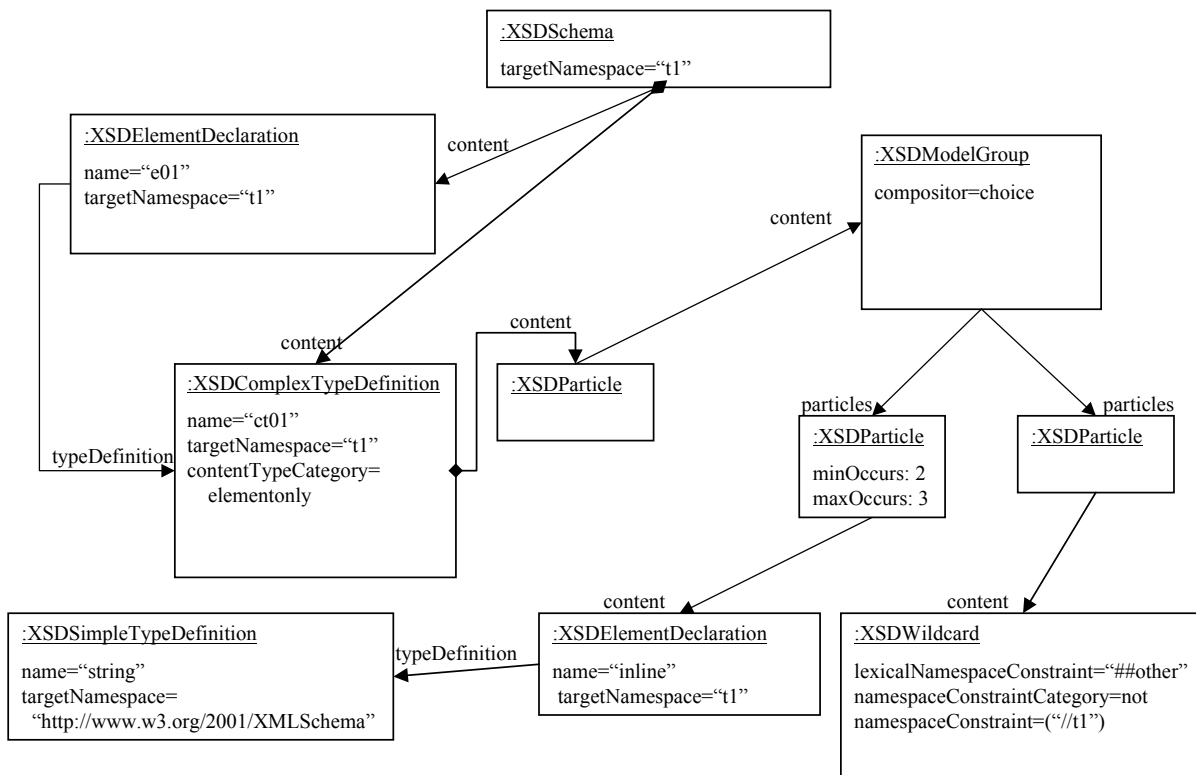 :XSDSchema
targetNamespace=“t1”
:XSDElementDeclaration
name=“e01”
targetNamespace=“t1”
content
:XSDModelGroup
compositor=choice
content
content
content
:XSDComplexTypeDefinition
name=“ct01”
targetNamespace=“t1”
contentTypeCategory=
elementonly
typeDefinition
:XSDParticle
particles
particles
:XSDParticle
minOccurs: 2
maxOccurs: 3
:XSDParticle
content
content
:XSDSimpleTypeDefinition
name=“string”
targetNamespace=
“http://www.w3.org/2001/XMLSchema”
typeDefinition
:XSDElementDeclaration
name=“inline”
targetNamespace=“t1”
:XSDWildcard
lexicalNamespaceConstraint=“##other”
namespaceConstraintCategory=not
namespaceConstraint=(“//t1”)